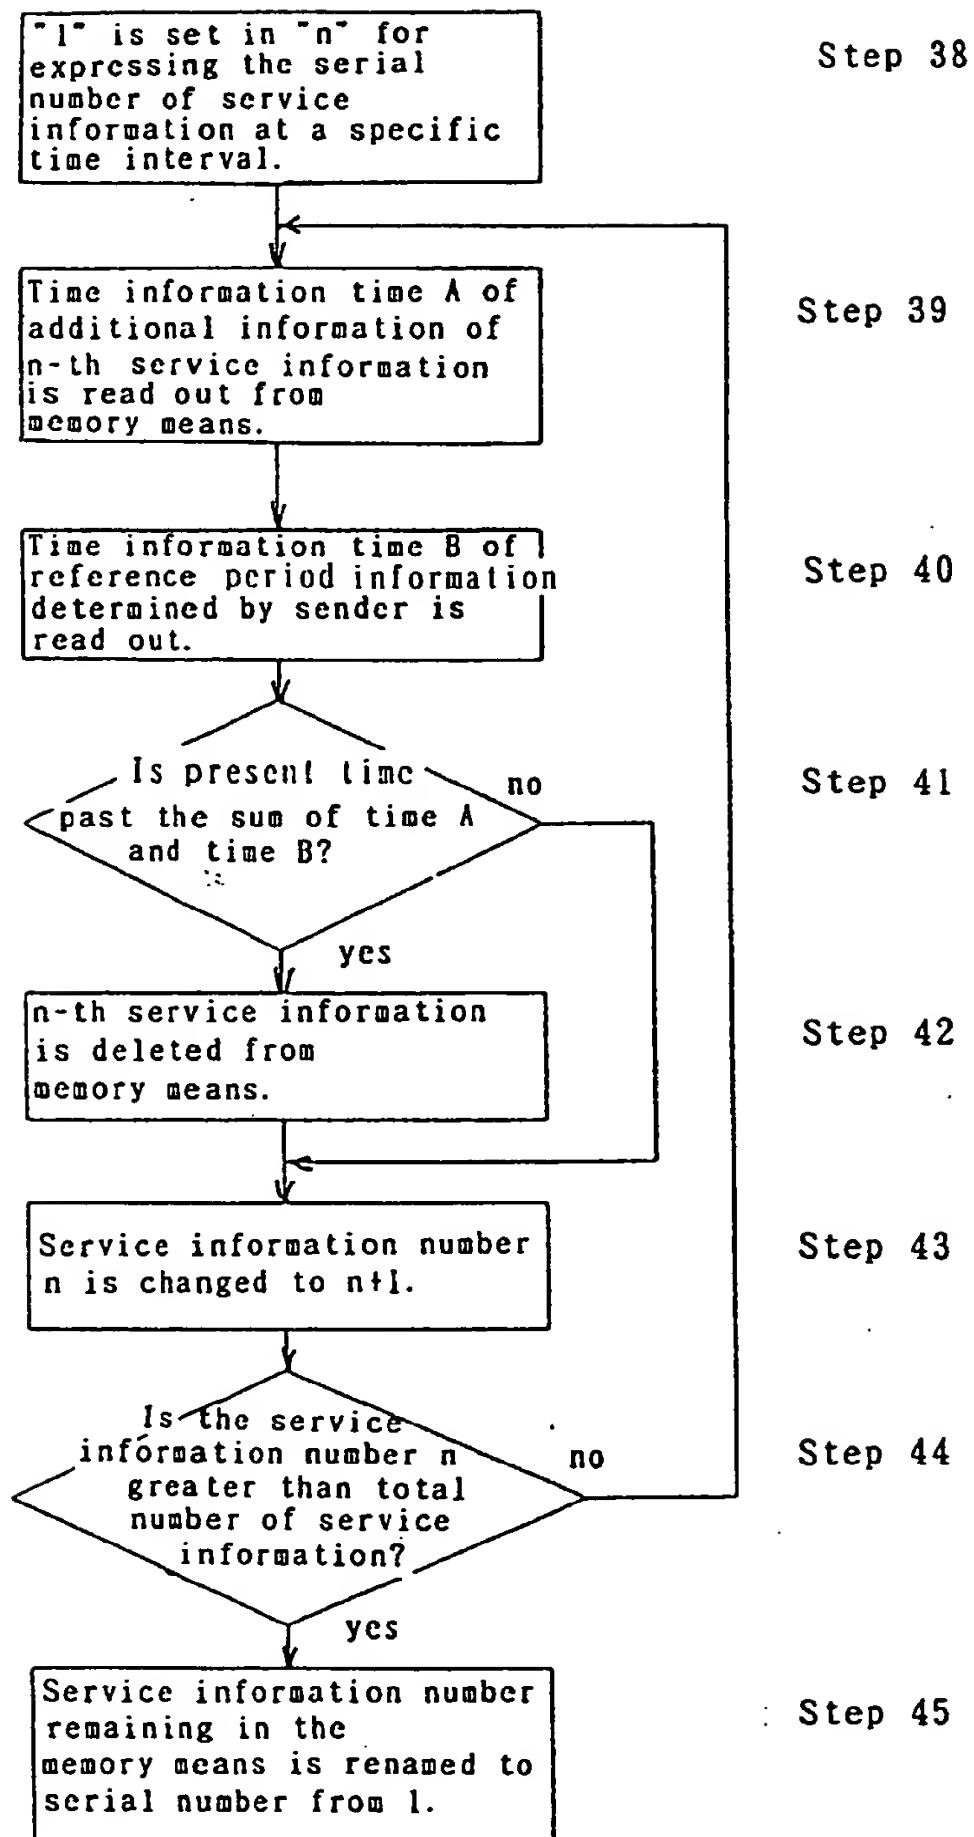 "1" is set in "n" for
expressing the serial
number of service
information at a specific
time interval.
Step 38
Time information time A of
additional information of
n-th service information
is read out from
memory means.
Step 39
Time information time B of
reference period information
determined by sender is
read out.
Step 40
Is present time
past the sum of time A
and time B?
no
Step 41
yes
n-th service information
is deleted from
memory means.
Step 42
Service information number
n is changed to n+1.
Step 43
Is the service
information number n
greater than total
number of service
information?
no
Step 44
yes
Service information number
remaining in the
memory means is renamed to
serial number from 1.
Step 45